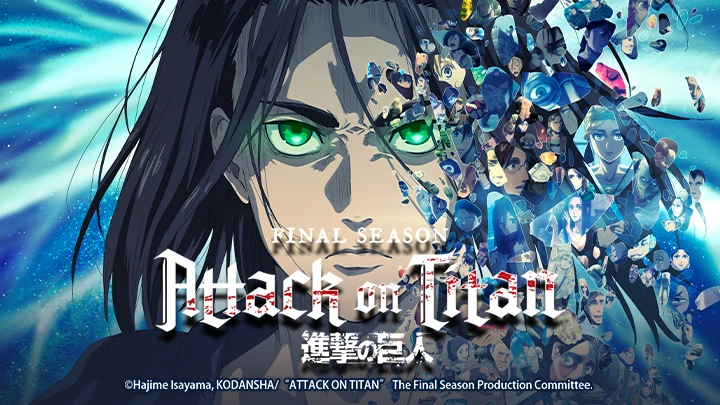 FINAL SEASON
Attack on Titan
進撃の巨人
©Hajime Isayama, KODANSHA/ “ATTACK ON TITAN” The Final Season Production Committee.